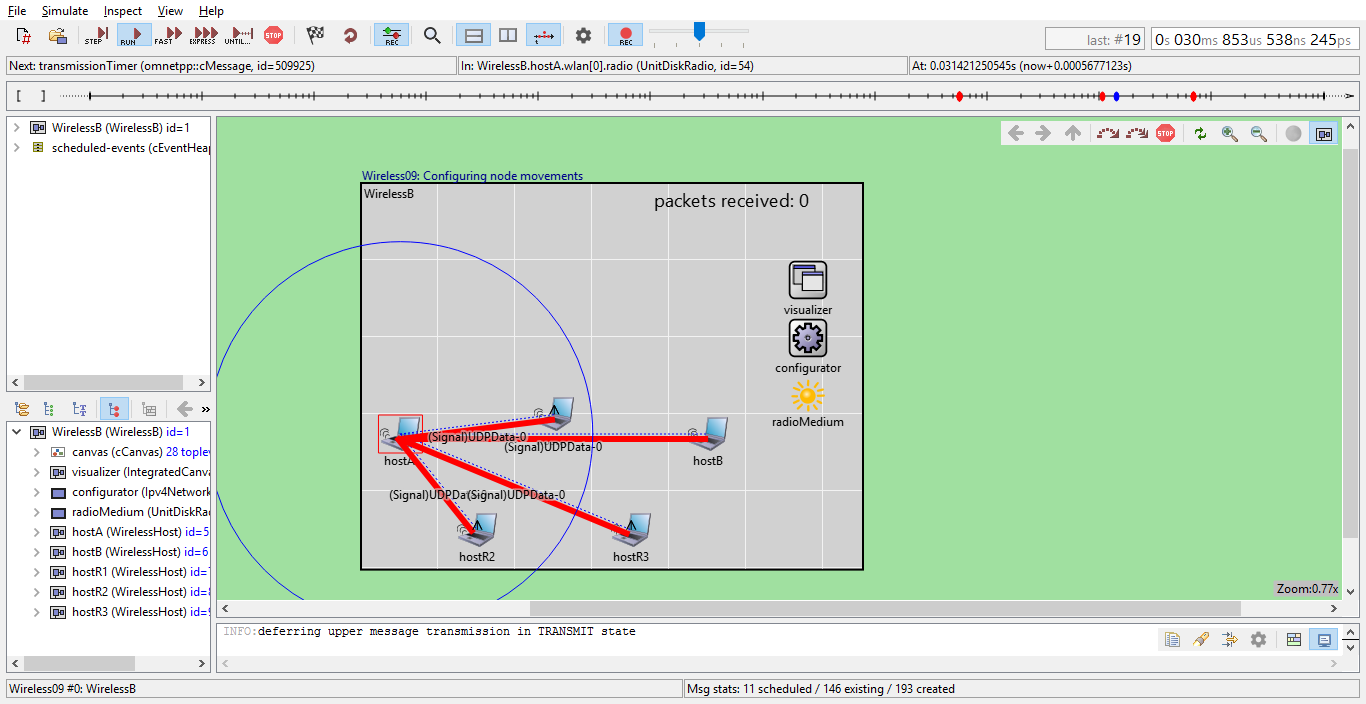 File Simulate Inspect View Help
STEP RUN FAST EXPRESS UNTIL... STOP REC REC
last: #19 0s 030ms 853us 538ns 245ps
Next: transmissionTimer (omnetpp::cMessage, id=509925) In: WirelessB.hostA.wlan[0].radio (UnitDiskRadio, id=54) At: 0.031421250545s (now+0.0005677123s)
[ ]
WirelessB (WirelessB) id=1
scheduled-events (cEventHeap
STOP
Wireless09: Configuring node movements
WirelessB
packets received: 0
visualizer
configurator
radioMedium
(Signal)UDPData-0
(Signal)UDPData-0
hostA
hostB
(Signal)UDPDa
(Signal)UDPData-0
hostR2
hostR3
Zoom:0.77x
WirelessB (WirelessB) id=1
canvas (cCanvas) 28 toplev
visualizer (IntegratedCanva
configurator (Ipv4Network
radioMedium (UnitDiskRad
hostA (WirelessHost) id=5
hostB (WirelessHost) id=6
hostR1 (WirelessHost) id=7
hostR2 (WirelessHost) id=8
hostR3 (WirelessHost) id=9
INFO:deferring upper message transmission in TRANSMIT state
Wireless09 #0: WirelessB
Msg stats: 11 scheduled / 146 existing / 193 created